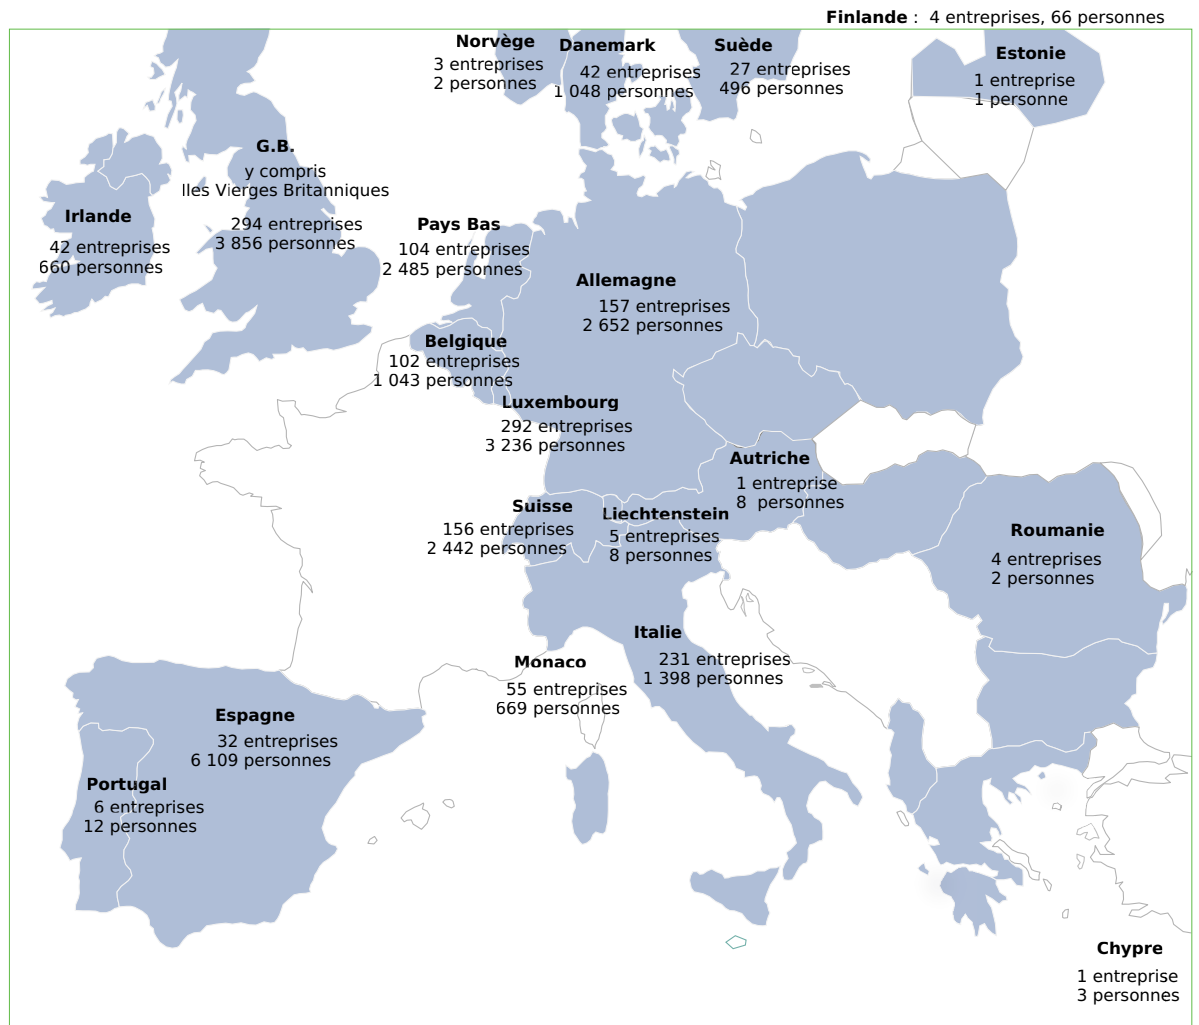 Finlande : 4 entreprises, 66 personnes
Norvège
3 entreprises
2 personnes
Danemark
42 entreprises
1 048 personnes
Suède
27 entreprises
496 personnes
Estonie
1 entreprise
1 personne
G.B.
y compris
Iles Vierges Britanniques
294 entreprises
3 856 personnes
Irlande
42 entreprises
660 personnes
Pays Bas
104 entreprises
2 485 personnes
Allemagne
157 entreprises
2 652 personnes
Belgique
102 entreprises
1 043 personnes
Luxembourg
292 entreprises
3 236 personnes
Autriche
1 entreprise
8 personnes
Suisse
156 entreprises
2 442 personnes
Liechtenstein
5 entreprises
8 personnes
Roumanie
4 entreprises
2 personnes
Italie
231 entreprises
1 398 personnes
Monaco
55 entreprises
669 personnes
Espagne
32 entreprises
6 109 personnes
Portugal
6 entreprises
12 personnes
Chypre
1 entreprise
3 personnes